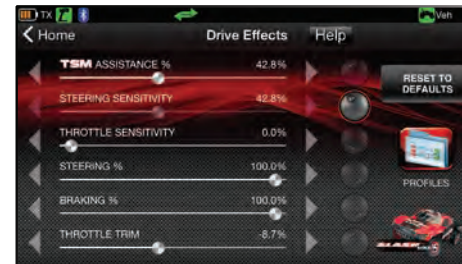 TX Veh
Home Drive Effects Help
TSM ASSISTANCE % 42.8%
STEERING SENSITIVITY 42.8%
THROTTLE SENSITIVITY 0.0%
STEERING % 100.0%
BRAKING % 100.0%
THROTTLE TRIM -8.7%
RESET TO
DEFAULTS
PROFILES
SLASH